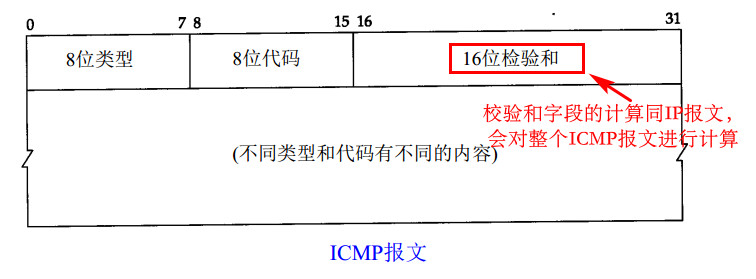 0 7 8 15 16 31
8位类型 8位代码 16位检验和
校验和字段的计算同IP报文,
会对整个ICMP报文进行计算
(不同类型和代码有不同的内容)
ICMP报文